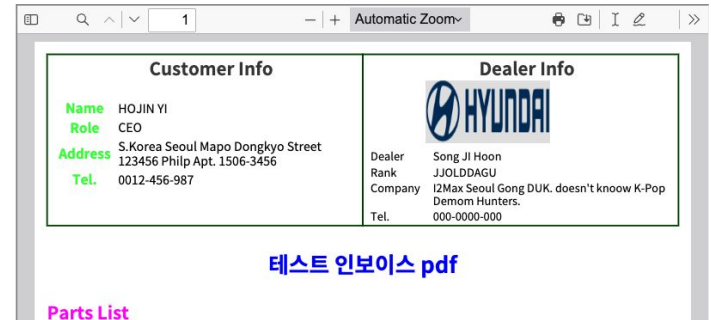 1
Automatic Zoom
Customer Info
Name HOJIN YI
Role CEO
Address S.Korea Seoul Mapo Dongkyo Street
123456 Philp Apt. 1506-3456
Tel. 0012-456-987
Dealer Info
HYUNDAI
Dealer Song JI Hoon
Rank JJOLDDAGU
Company I2Max Seoul Gong DUK. doesn't knoow K-Pop
Demom Hunters.
Tel. 000-0000-000
테스트 인보이스 pdf
Parts List